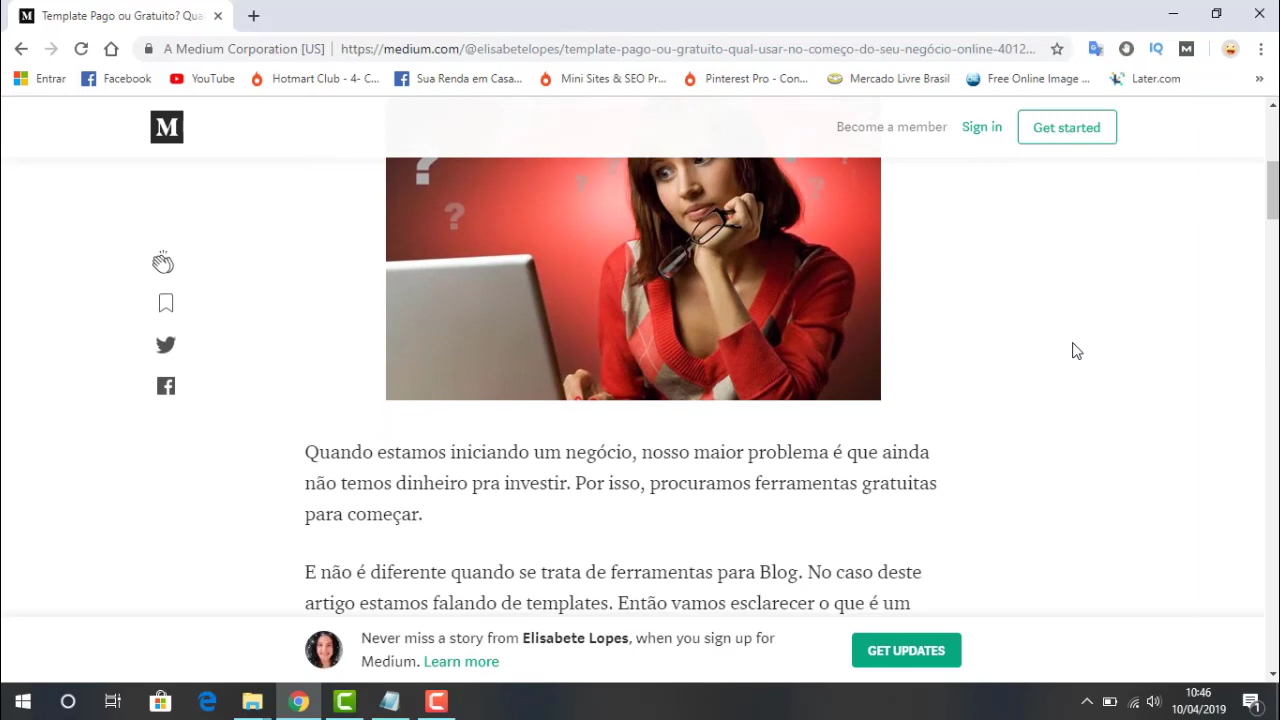 Template Pago ou Gratuito? Qua
A Medium Corporation [US] | https://medium.com/@elisabetelopes/template-pago-ou-gratuito-qual-usar-no-começo-do-seu-negócio-online-4012...
Entrar Facebook YouTube Hotmart Club - 4- C... Sua Renda em Casa... Mini Sites & SEO Pr... Pinterest Pro - Con... Mercado Livre Brasil Free Online Image ... Later.com »
M Become a member Sign in Get started
? ? ?
?
Quando estamos iniciando um negócio, nosso maior problema é que ainda
não temos dinheiro pra investir. Por isso, procuramos ferramentas gratuitas
para começar.
E não é diferente quando se trata de ferramentas para Blog. No caso deste
artigo estamos falando de templates. Então vamos esclarecer o que é um
Never miss a story from Elisabete Lopes, when you sign up for
Medium. Learn more
GET UPDATES
10:46
10/04/2019
1